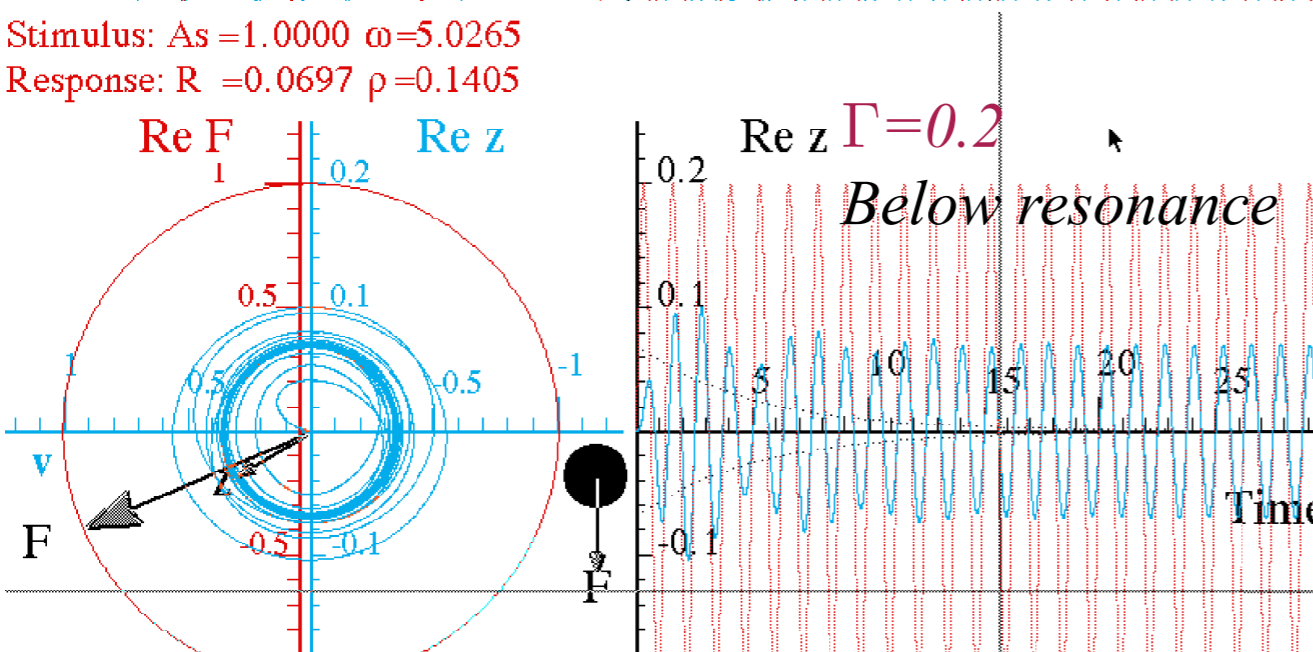 Stimulus: As =1.0000 ω=5.0265
Response: R =0.0697 ρ=0.1405
Re F
Re z
1
0.2
0.5
0.1
1
0.5
-0.5
-1
v
z
F
-0.5
-0.1
F
Re z
Γ=0.2
Below resonance
0.2
0.1
5
10
15
20
25
-0.1
Time